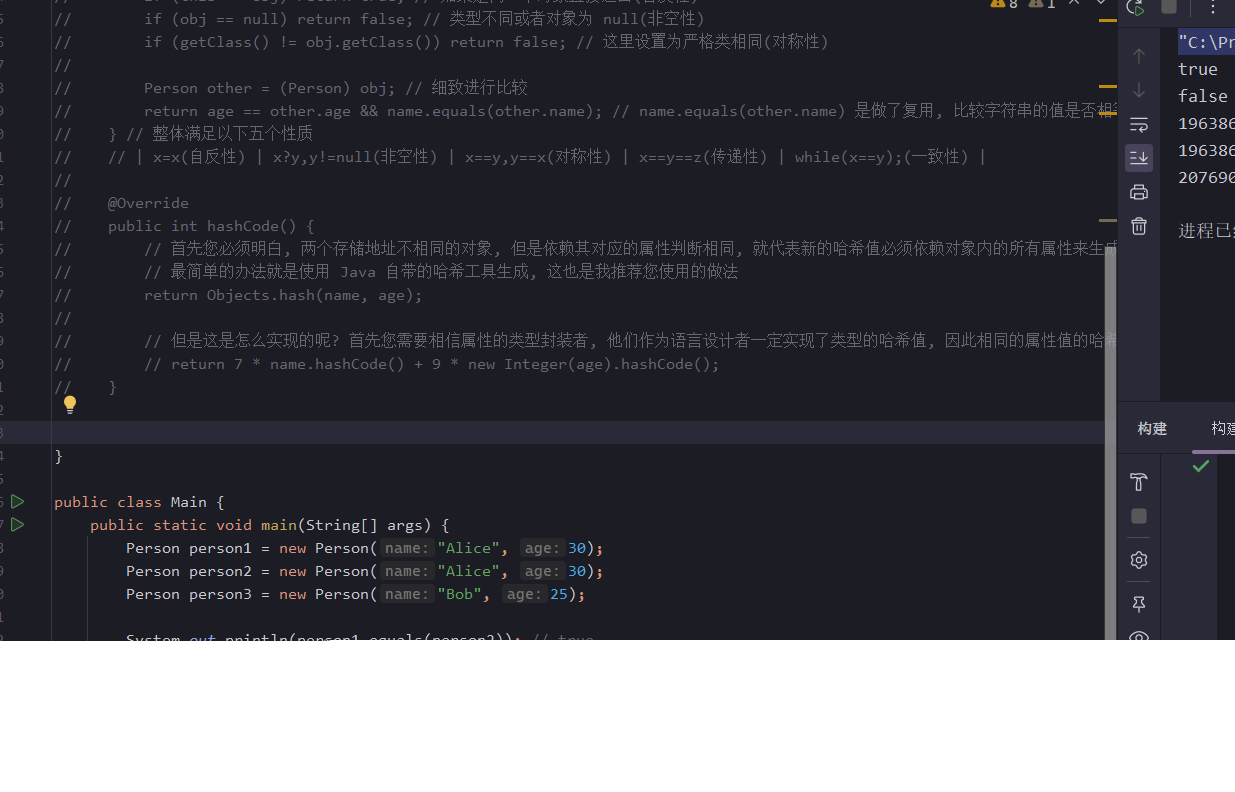 //      if (obj == null) return false; // 类型不同或者对象为 null(非空性)
//      if (getClass() != obj.getClass()) return false; // 这里设置为严格类相同(对称性)
//
//      Person other = (Person) obj; // 细致进行比较
//      return age == other.age && name.equals(other.name); // name.equals(other.name) 是做了复用, 比较字符串的值是否相
//  } // 整体满足以下五个性质
//  // | x=x(自反性) | x?y,y!=null(非空性) | x==y,y==x(对称性) | x==y==z(传递性) | while(x==y);(一致性) |
//
//  @Override
//  public int hashCode() {
//      // 首先您必须明白, 两个存储地址不相同的对象, 但是依赖其对应的属性判断相同, 就代表新的哈希值必须依赖对象内的所有属性来生成
//      // 最简单的办法就是使用 Java 自带的哈希工具生成, 这也是我推荐您使用的做法
//      return Objects.hash(name, age);
//
//      // 但是这是怎么实现的呢? 首先您需要相信属性的类型封装者, 他们作为语言设计者一定实现了类型的哈希值, 因此相同的属性值的哈希
//      // return 7 * name.hashCode() + 9 * new Integer(age).hashCode();
//  }
}
public class Main {
public static void main(String[] args) {
Person person1 = new Person( name: "Alice", age: 30);
Person person2 = new Person( name: "Alice", age: 30);
Person person3 = new Person( name: "Bob", age: 25);
System.out.println(person1.equals(person2)); // true
8 1
"C:\Pr
true
false
196386
196386
207690
进程已
构建 构建